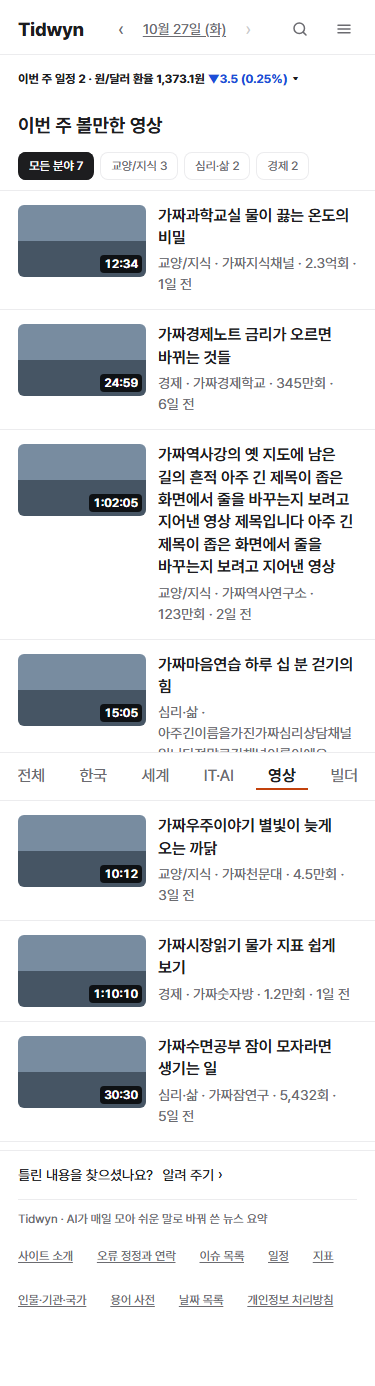 Tidwyn ‹ 10월 27일 (화) ›
이번 주 일정 2 · 원/달러 환율 1,373.1원 ▼3.5 (0.25%) ▾
이번 주 볼만한 영상
모든 분야 7 교양/지식 3 심리·삶 2 경제 2
12:34
가짜과학교실 물이 끓는 온도의
비밀
교양/지식 · 가짜지식채널 · 2.3억회 ·
1일 전
24:59
가짜경제노트 금리가 오르면
바뀌는 것들
경제 · 가짜경제학교 · 345만회 ·
6일 전
1:02:05
가짜역사강의 옛 지도에 남은
길의 흔적 아주 긴 제목이 좁은
화면에서 줄을 바꾸는지 보려고
지어낸 영상 제목입니다 아주 긴
제목이 좁은 화면에서 줄을
바꾸는지 보려고 지어낸 영상
교양/지식 · 가짜역사연구소 ·
123만회 · 2일 전
15:05
가짜마음연습 하루 십 분 걷기의
힘
심리·삶 ·
아주긴이름을가진가짜심리상담채널
전체 한국 세계 IT·AI 영상 빌더
10:12
가짜우주이야기 별빛이 늦게
오는 까닭
교양/지식 · 가짜천문대 · 4.5만회 ·
3일 전
1:10:10
가짜시장읽기 물가 지표 쉽게
보기
경제 · 가짜숫자방 · 1.2만회 · 1일 전
30:30
가짜수면공부 잠이 모자라면
생기는 일
심리·삶 · 가짜잠연구 · 5,432회 ·
5일 전
틀린 내용을 찾으셨나요? 알려 주기 ›
Tidwyn · AI가 매일 모아 쉬운 말로 바꿔 쓴 뉴스 요약
사이트 소개 오류 정정과 연락 이슈 목록 일정 지표
인물·기관·국가 용어 사전 날짜 목록 개인정보 처리방침